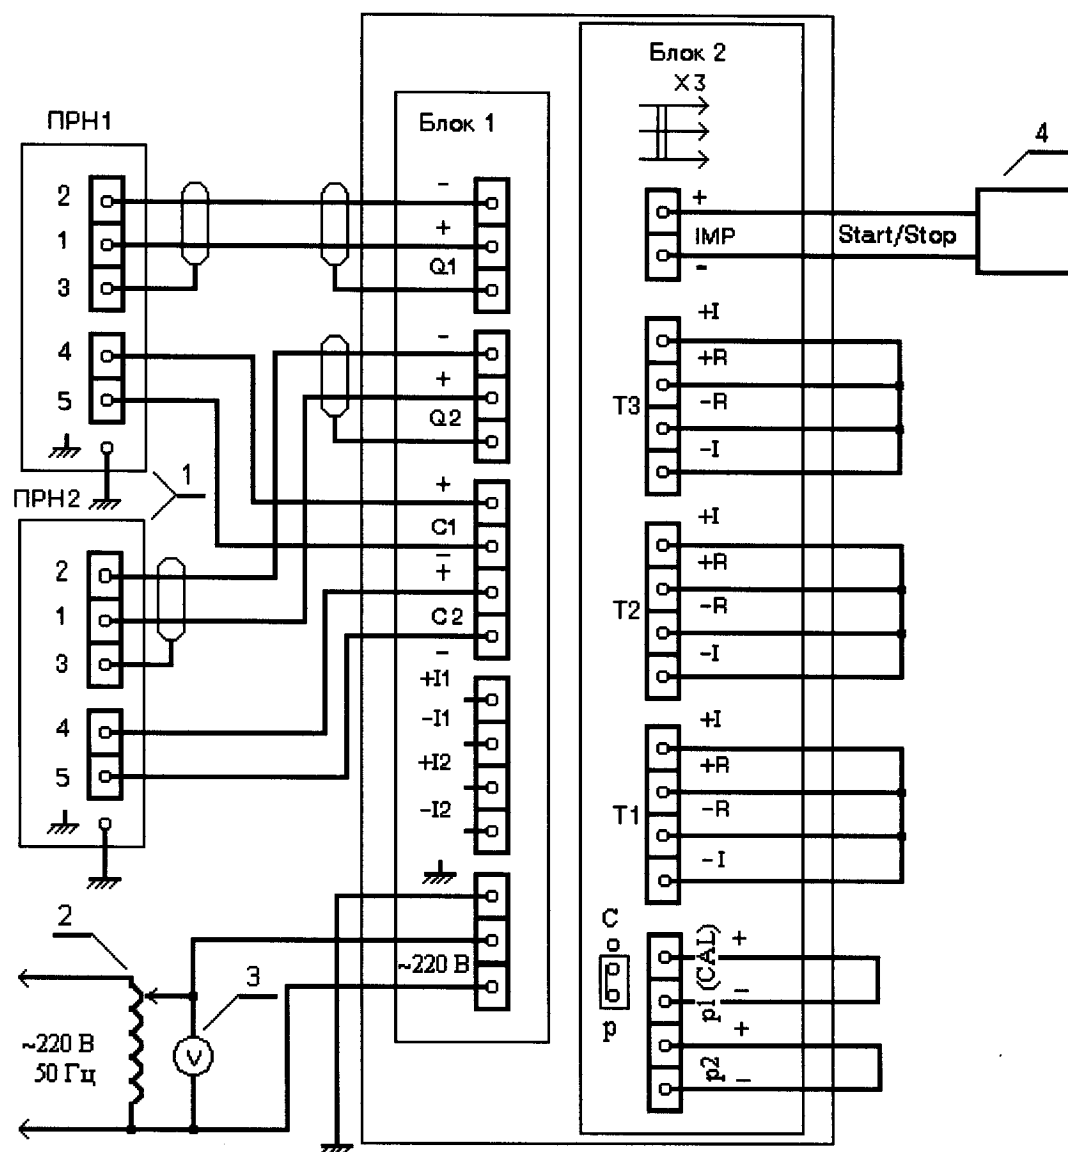 Блок 2
X3
Блок 1
ПРН1
2
1
3
4
5
-
+
Q1
-
+
Q2
+
C1
-
+
C2
-
+I1
-I1
+I2
-I2
~220 В
ПРН2
1
2
1
3
4
5
2
3
V
~220 В
50 Гц
+
IMP
-
Start/Stop
4
+I
+R
T3
-R
-I
+I
+R
T2
-R
-I
+I
+R
T1
-R
-I
C
p
p1 (CAL)
+
-
p2
+
-